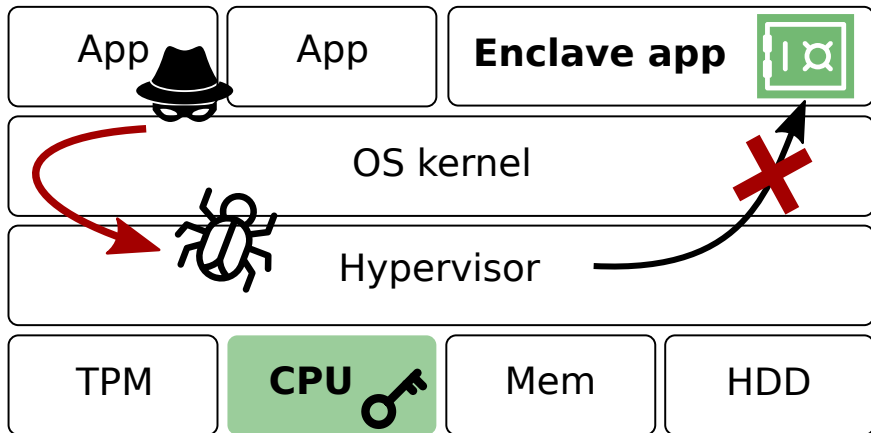 App
App
Enclave app
OS kernel
Hypervisor
TPM
CPU
Mem
HDD